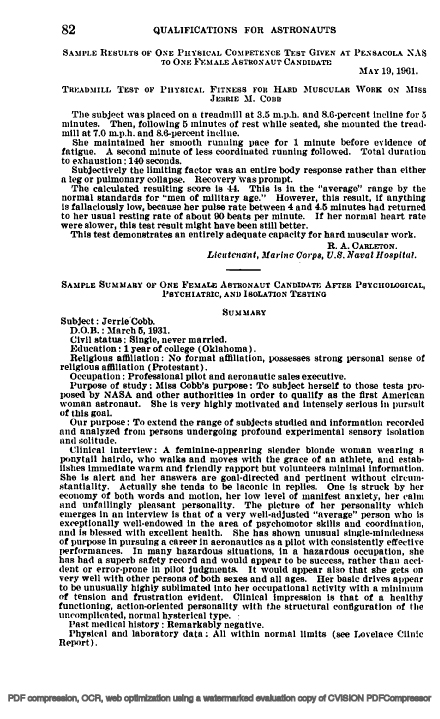 82 QUALIFICATIONS FOR ASTRONAUTS
SAMPLE RESULTS OF ONE PHYSICAL COMPETENCE TEST GIVEN AT PENSACOLA NAS
TO ONE FEMALE ASTRONAUT CANDIDATE
MAY 19, 1961.
TREADMILL TEST OF PHYSICAL FITNESS FOR HARD MUSCULAR WORK ON MISS
JERRIE M. COBB
The subject was placed on a treadmill at 3.5 m.p.h. and 8.6-percent incline for 5
minutes. Then, following 5 minutes of rest while seated, she mounted the tread-
mill at 7.0 m.p.h. and 8.6-percent incline.
She maintained her smooth running pace for 1 minute before evidence of
fatigue. A second minute of less coordinated running followed. Total duration
to exhaustion: 140 seconds.
Subjectively the limiting factor was an entire body response rather than either
a leg or pulmonary collapse. Recovery was prompt.
The calculated resulting score is 44. This is in the "average" range by the
normal standards for "men of military age." However, this result, if anything
is fallaciously low, because her pulse rate between 4 and 4.5 minutes had returned
to her usual resting rate of about 90 beats per minute. If her normal heart rate
were slower, this test result might have been still better.
This test demonstrates an entirely adequate capacity for hard muscular work.
R. A. CARLETON.
Lieutenant, Marine Corps, U.S. Naval Hospital.
SAMPLE SUMMARY OF ONE FEMALE ASTRONAUT CANDIDATE AFTER PSYCHOLOGICAL,
PSYCHIATRIC, AND ISOLATION TESTING
SUMMARY
Subject: Jerrie Cobb.
D.O.B.: March 5, 1931.
Civil status: Single, never married.
Education: 1 year of college (Oklahoma).
Religious affiliation: No formal affiliation, possesses strong personal sense of
religious affiliation (Protestant).
Occupation: Professional pilot and aeronautic sales executive.
Purpose of study: Miss Cobb's purpose: To subject herself to those tests pro-
posed by NASA and other authorities in order to qualify as the first American
woman astronaut. She is very highly motivated and intensely serious in pursuit
of this goal.
Our purpose: To extend the range of subjects studied and information recorded
and analyzed from persons undergoing profound experimental sensory isolation
and solitude.
Clinical interview: A feminine-appearing slender blonde woman wearing a
ponytail hairdo, who walks and moves with the grace of an athlete, and estab-
lishes immediate warm and friendly rapport but volunteers minimal information.
She is alert and her answers are goal-directed and pertinent without circum-
stantiality. Actually she tends to be laconic in replies. One is struck by her
economy of both words and motion, her low level of manifest anxiety, her calm
and unfailingly pleasant personality. The picture of her personality which
emerges in an interview is that of a very well-adjusted "average" person who is
exceptionally well-endowed in the area of psychomotor skills and coordination,
and is blessed with excellent health. She has shown unusual single-mindedness
of purpose in pursuing a career in aeronautics as a pilot with consistently effective
performances. In many hazardous situations, in a hazardous occupation, she
has had a superb safety record and would appear to be success, rather than acci-
dent or error-prone in pilot judgments. It would appear also that she gets on
very well with other persons of both sexes and all ages. Her basic drives appear
to be unusually highly sublimated into her occupational activity with a minimum
of tension and frustration evident. Clinical impression is that of a healthy
functioning, action-oriented personality with the structural configuration of the
uncomplicated, normal hysterical type.
Past medical history: Remarkably negative.
Physical and laboratory data: All within normal limits (see Lovelace Clinic
Report).
PDF compression, OCR, web optimization using a watermarked evaluation copy of CVISION PDFCompressor